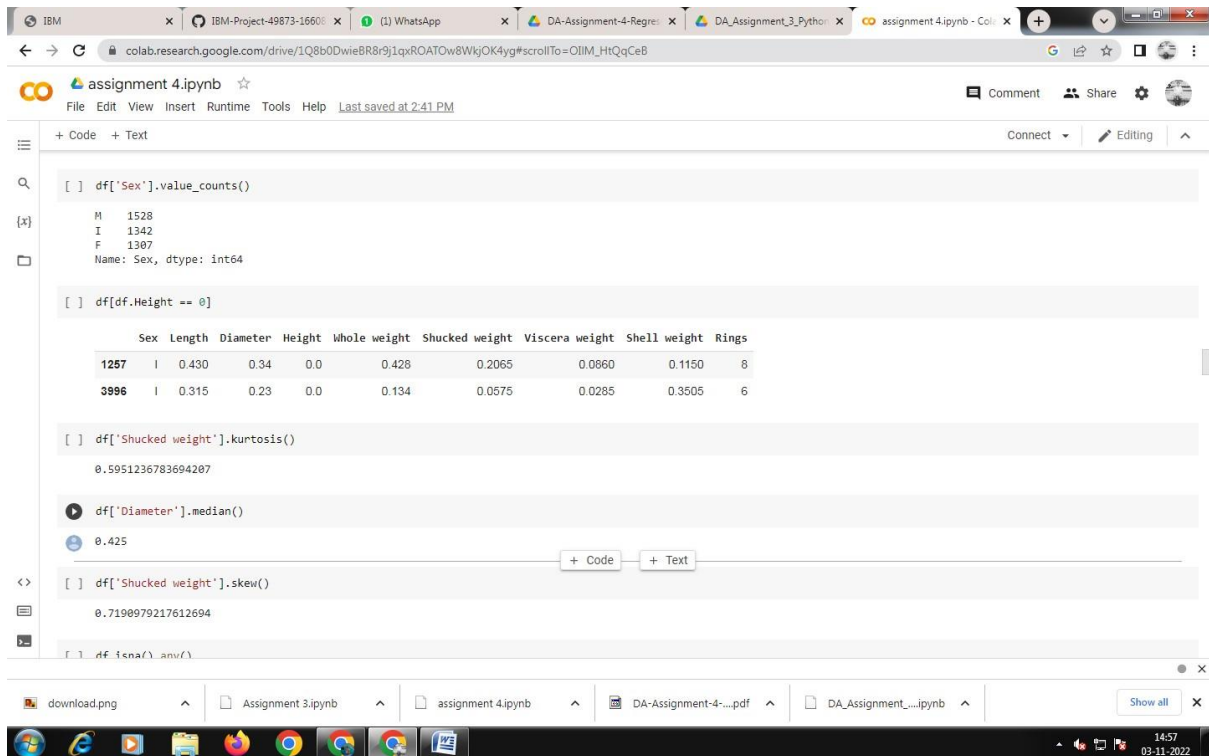 IBM
IBM-Project-49873-16608
(1) WhatsApp
DA-Assignment-4-Regres
DA_Assignment_3_Python
assignment 4.ipynb - Col
colab.research.google.com/drive/1Q8b0DwieBR8r9j1qxROATOw8WkjOK4yg#scrollTo=OIIM_HtQqCeB
assignment 4.ipynb
Comment Share
File Edit View Insert Runtime Tools Help Last saved at 2:41 PM
+ Code + Text
Connect Editing
[ ] df['Sex'].value_counts()
{x}
M 1528
I 1342
F 1307
Name: Sex, dtype: int64
[ ] df[df.Height == 0]
Sex Length Diameter Height Whole weight Shucked weight Viscera weight Shell weight Rings
1257 I 0.430 0.34 0.0 0.428 0.2065 0.0860 0.1150 8
3996 I 0.315 0.23 0.0 0.134 0.0575 0.0285 0.3505 6
[ ] df['Shucked weight'].kurtosis()
0.5951236783694207
df['Diameter'].median()
0.425
+ Code + Text
[ ] df['Shucked weight'].skew()
0.7190979217612694
[ ] df.isna().any()
download.png
Assignment 3.ipynb
assignment 4.ipynb
DA-Assignment-4-....pdf
DA_Assignment_....ipynb
Show all
14:57
03-11-2022